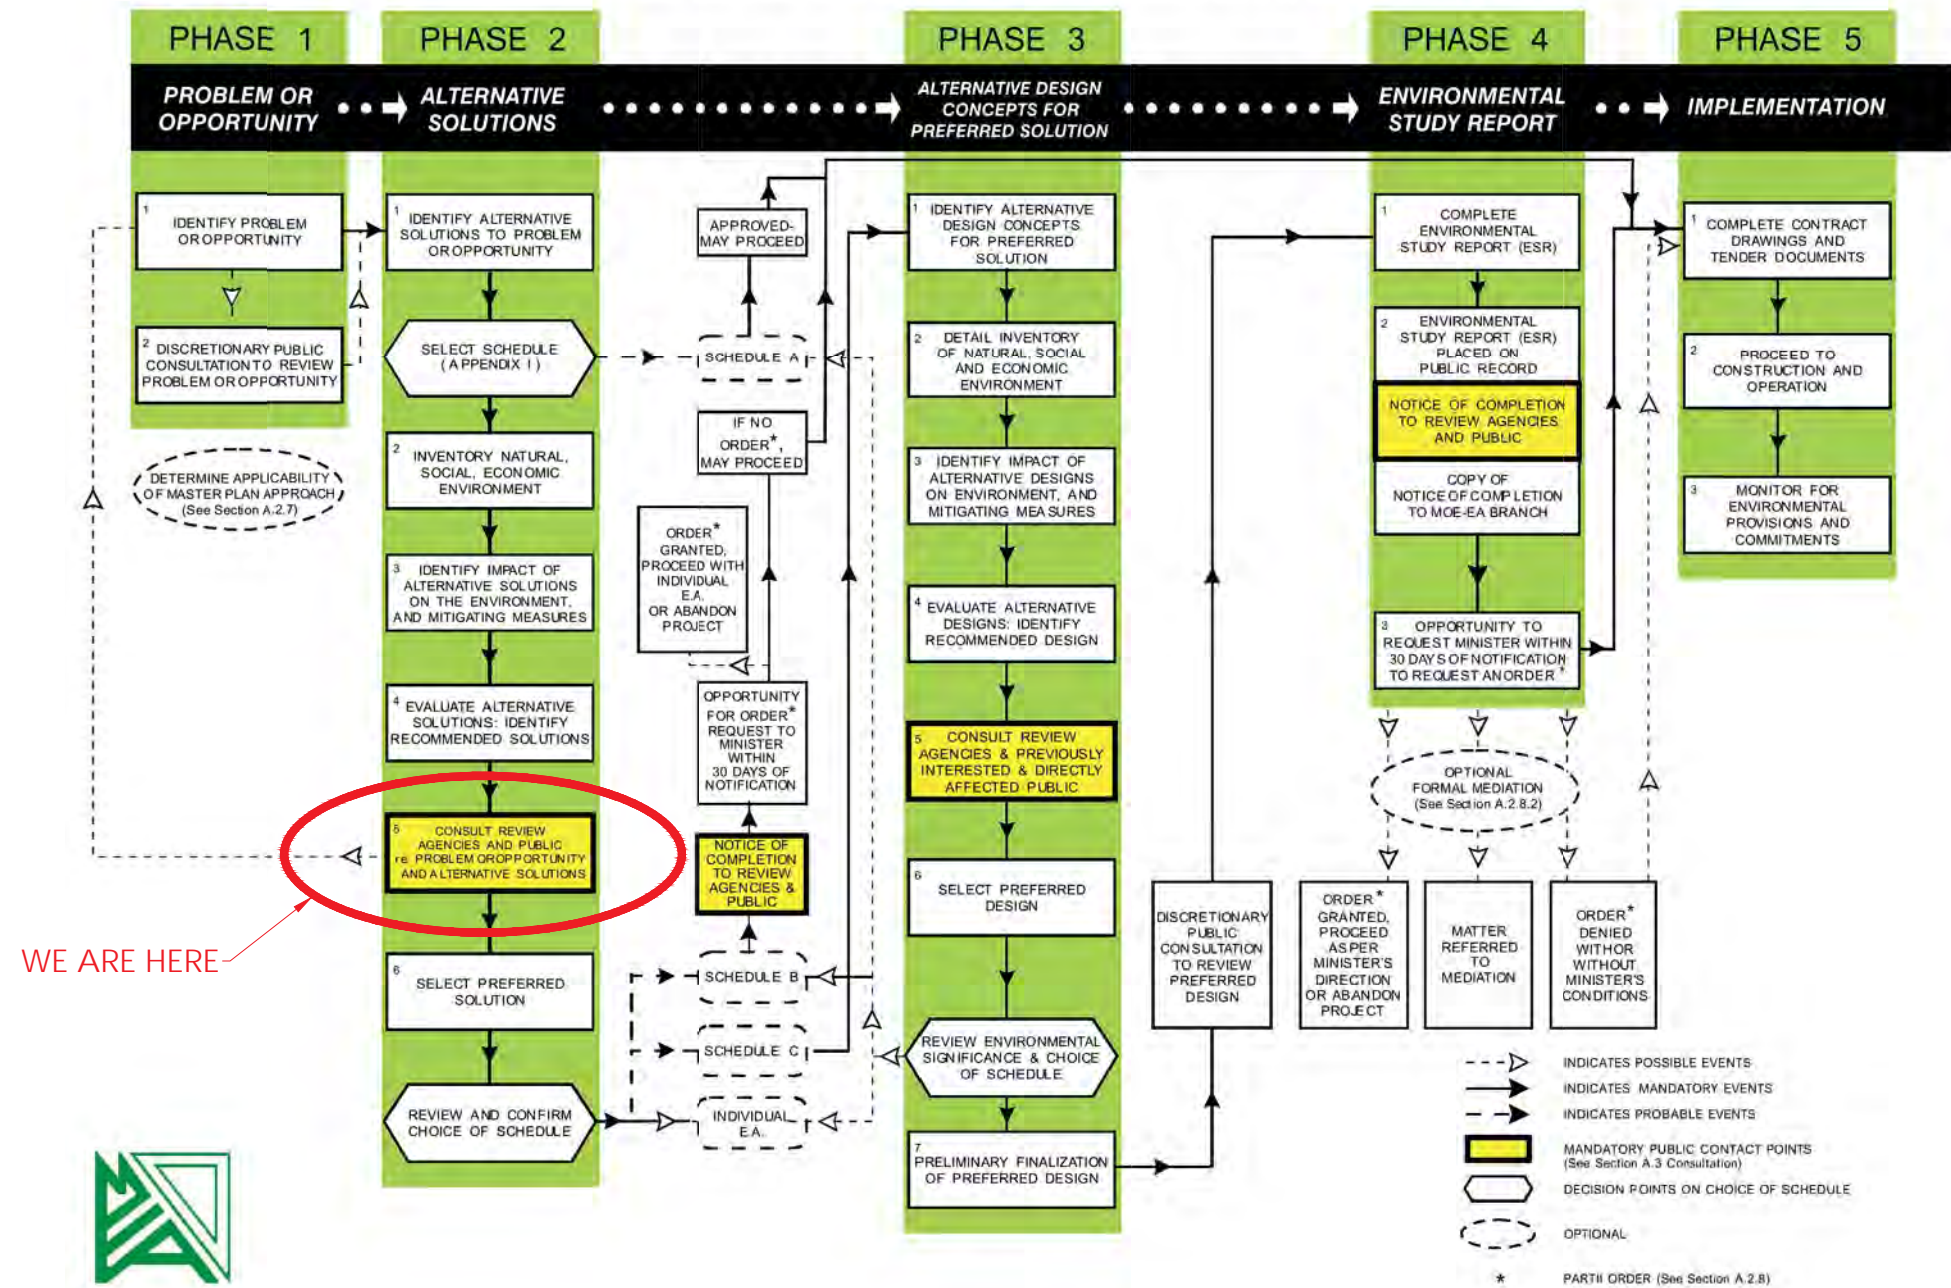 PHASE 1
PHASE 2
PHASE 3
PHASE 4
PHASE 5
PROBLEM OR
OPPORTUNITY
ALTERNATIVE
SOLUTIONS
ALTERNATIVE DESIGN
CONCEPTS FOR
PREFERRED SOLUTION
ENVIRONMENTAL
STUDY REPORT
IMPLEMENTATION
1
IDENTIFY PROBLEM
OR OPPORTUNITY
2
DISCRETIONARY PUBLIC
CONSULTATION TO REVIEW
PROBLEM OR OPPORTUNITY
DETERMINE APPLICABILITY
OF MASTER PLAN APPROACH
(See Section A.2.7)
1
IDENTIFY ALTERNATIVE
SOLUTIONS TO PROBLEM
OR OPPORTUNITY
SELECT SCHEDULE
(APPENDIX I)
2
INVENTORY NATURAL,
SOCIAL, ECONOMIC
ENVIRONMENT
3
IDENTIFY IMPACT OF
ALTERNATIVE SOLUTIONS
ON THE ENVIRONMENT,
AND MITIGATING MEASURES
4
EVALUATE ALTERNATIVE
SOLUTIONS: IDENTIFY
RECOMMENDED SOLUTIONS
5
CONSULT REVIEW
AGENCIES AND PUBLIC
re PROBLEM OR OPPORTUNITY
AND ALTERNATIVE SOLUTIONS
WE ARE HERE
6
SELECT PREFERRED
SOLUTION
REVIEW AND CONFIRM
CHOICE OF SCHEDULE
APPROVED-
MAY PROCEED
SCHEDULE A
IF NO
ORDER*,
MAY PROCEED
ORDER*
GRANTED,
PROCEED WITH
INDIVIDUAL
E.A.
OR ABANDON
PROJECT
OPPORTUNITY
FOR ORDER*
REQUEST TO
MINISTER
WITHIN
30 DAYS OF
NOTIFICATION
NOTICE OF
COMPLETION
TO REVIEW
AGENCIES &
PUBLIC
SCHEDULE B
SCHEDULE C
INDIVIDUAL
E.A.
1
IDENTIFY ALTERNATIVE
DESIGN CONCEPTS
FOR PREFERRED
SOLUTION
2
DETAIL INVENTORY
OF NATURAL, SOCIAL
AND ECONOMIC
ENVIRONMENT
3
IDENTIFY IMPACT OF
ALTERNATIVE DESIGNS
ON ENVIRONMENT, AND
MITIGATING MEASURES
4
EVALUATE ALTERNATIVE
DESIGNS: IDENTIFY
RECOMMENDED DESIGN
5
CONSULT REVIEW
AGENCIES & PREVIOUSLY
INTERESTED & DIRECTLY
AFFECTED PUBLIC
6
SELECT PREFERRED
DESIGN
REVIEW ENVIRONMENTAL
SIGNIFICANCE & CHOICE
OF SCHEDULE
7
PRELIMINARY FINALIZATION
OF PREFERRED DESIGN
DISCRETIONARY
PUBLIC
CONSULTATION
TO REVIEW
PREFERRED
DESIGN
1
COMPLETE
ENVIRONMENTAL
STUDY REPORT (ESR)
2
ENVIRONMENTAL
STUDY REPORT (ESR)
PLACED ON
PUBLIC RECORD
NOTICE OF COMPLETION
TO REVIEW AGENCIES
AND PUBLIC
COPY OF
NOTICE OF COMPLETION
TO MOE-EA BRANCH
3
OPPORTUNITY TO
REQUEST MINISTER WITHIN
30 DAYS OF NOTIFICATION
TO REQUEST AN ORDER*
OPTIONAL
FORMAL MEDIATION
(See Section A.2.8.2)
ORDER*
GRANTED,
PROCEED
AS PER
MINISTER'S
DIRECTION
OR ABANDON
PROJECT
MATTER
REFERRED
TO
MEDIATION
ORDER*
DENIED
WITH OR
WITHOUT
MINISTER'S
CONDITIONS
1
COMPLETE CONTRACT
DRAWINGS AND
TENDER DOCUMENTS
2
PROCEED TO
CONSTRUCTION AND
OPERATION
3
MONITOR FOR
ENVIRONMENTAL
PROVISIONS AND
COMMITMENTS
INDICATES POSSIBLE EVENTS
INDICATES MANDATORY EVENTS
INDICATES PROBABLE EVENTS
MANDATORY PUBLIC CONTACT POINTS
(See Section A.3 Consultation)
DECISION POINTS ON CHOICE OF SCHEDULE
OPTIONAL
* PART II ORDER (See Section A.2.8)
MEA